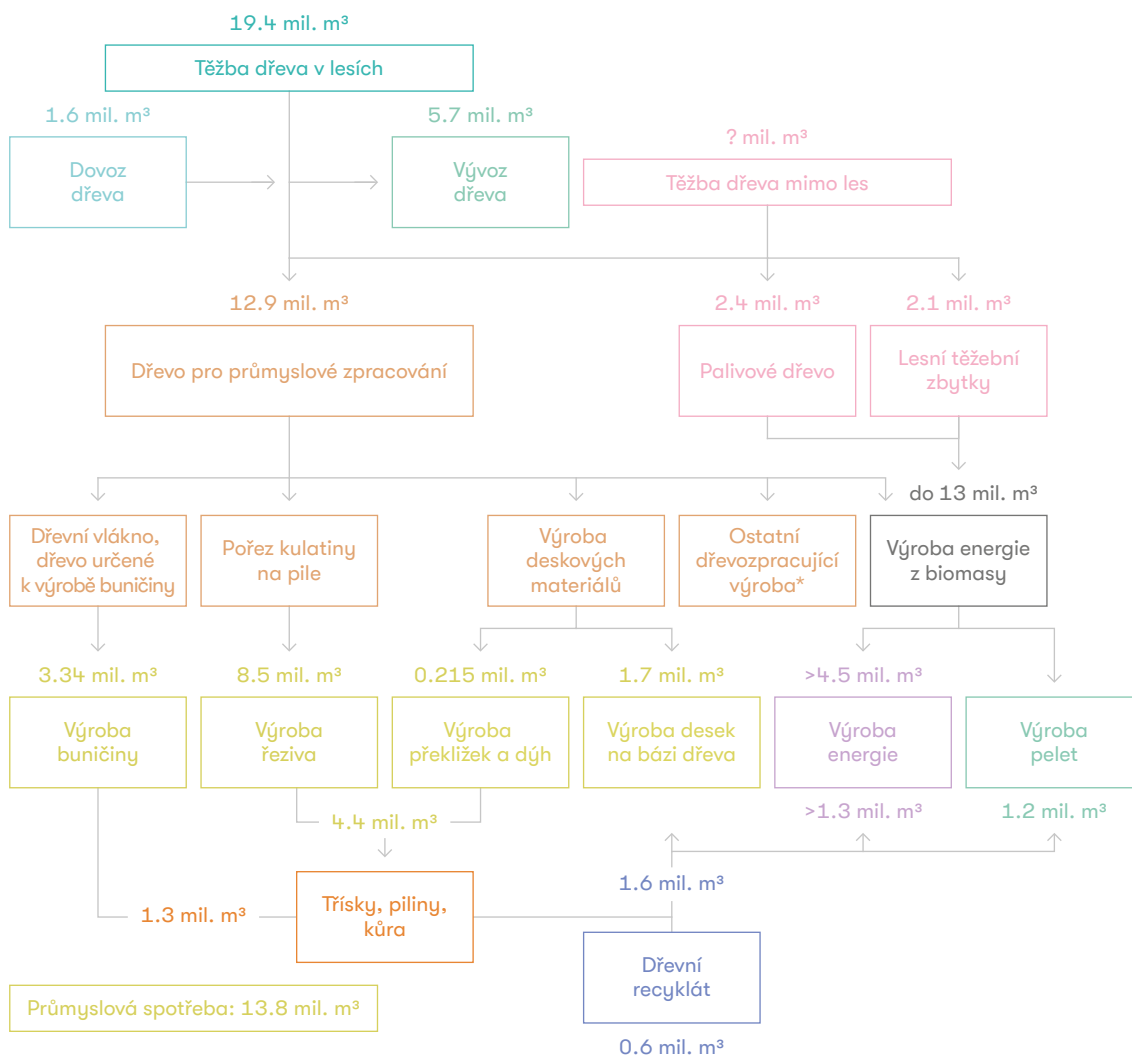 19.4 mil. m³
Těžba dřeva v lesích
1.6 mil. m³
Dovoz
dřeva
5.7 mil. m³
Vývoz
dřeva
? mil. m³
Těžba dřeva mimo les
12.9 mil. m³
Dřevo pro průmyslové zpracování
2.4 mil. m³
Palivové dřevo
2.1 mil. m³
Lesní těžební
zbytky
do 13 mil. m³
Dřevní vlákno,
dřevo určené
k výrobě buničiny
Pořez kulatiny
na pile
Výroba
deskových
materiálů
Ostatní
dřevozpracující
výroba*
Výroba energie
z biomasy
3.34 mil. m³
Výroba
buničiny
8.5 mil. m³
Výroba
řeziva
0.215 mil. m³
Výroba
překližek a dýh
1.7 mil. m³
Výroba desek
na bázi dřeva
>4.5 mil. m³
Výroba
energie
>1.3 mil. m³
Výroba
pelet
1.2 mil. m³
4.4 mil. m³
1.3 mil. m³
Třísky, piliny,
kůra
1.6 mil. m³
Dřevní
recyklát
0.6 mil. m³
Průmyslová spotřeba: 13.8 mil. m³